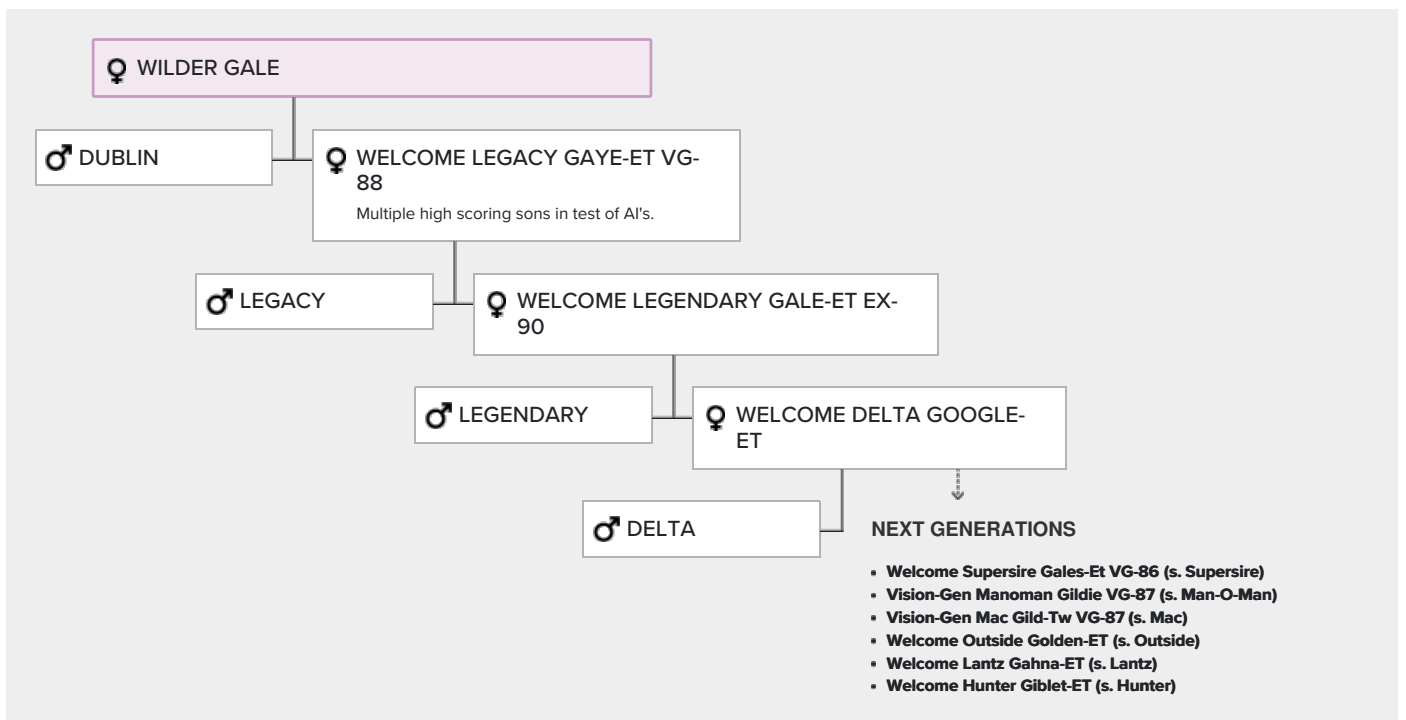 WILDER GALE
DUBLIN
WELCOME LEGACY GAYE-ET VG-
88
Multiple high scoring sons in test of AI's.
LEGACY
WELCOME LEGENDARY GALE-ET EX-
90
LEGENDARY
WELCOME DELTA GOOGLE-
ET
DELTA
NEXT GENERATIONS
Welcome Supersire Gales-Et VG-86 (s. Supersire)
Vision-Gen Manoman Gildie VG-87 (s. Man-O-Man)
Vision-Gen Mac Gild-Tw VG-87 (s. Mac)
Welcome Outside Golden-ET (s. Outside)
Welcome Lantz Gahna-ET (s. Lantz)
Welcome Hunter Giblet-ET (s. Hunter)